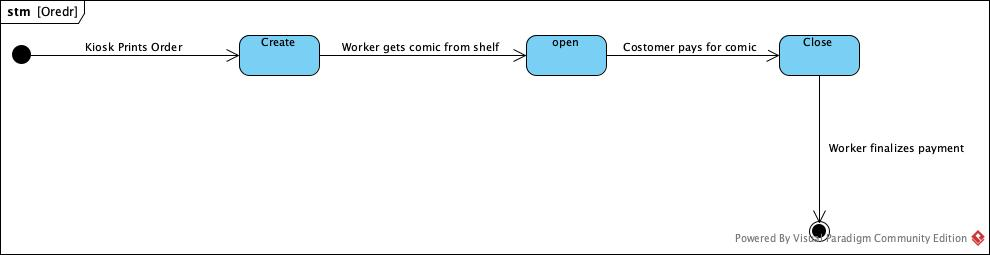 stm [Oredr]
Kiosk Prints Order
Create
Worker gets comic from shelf
open
Costomer pays for comic
Close
Worker finalizes payment
Powered By Visual Paradigm Community Edition